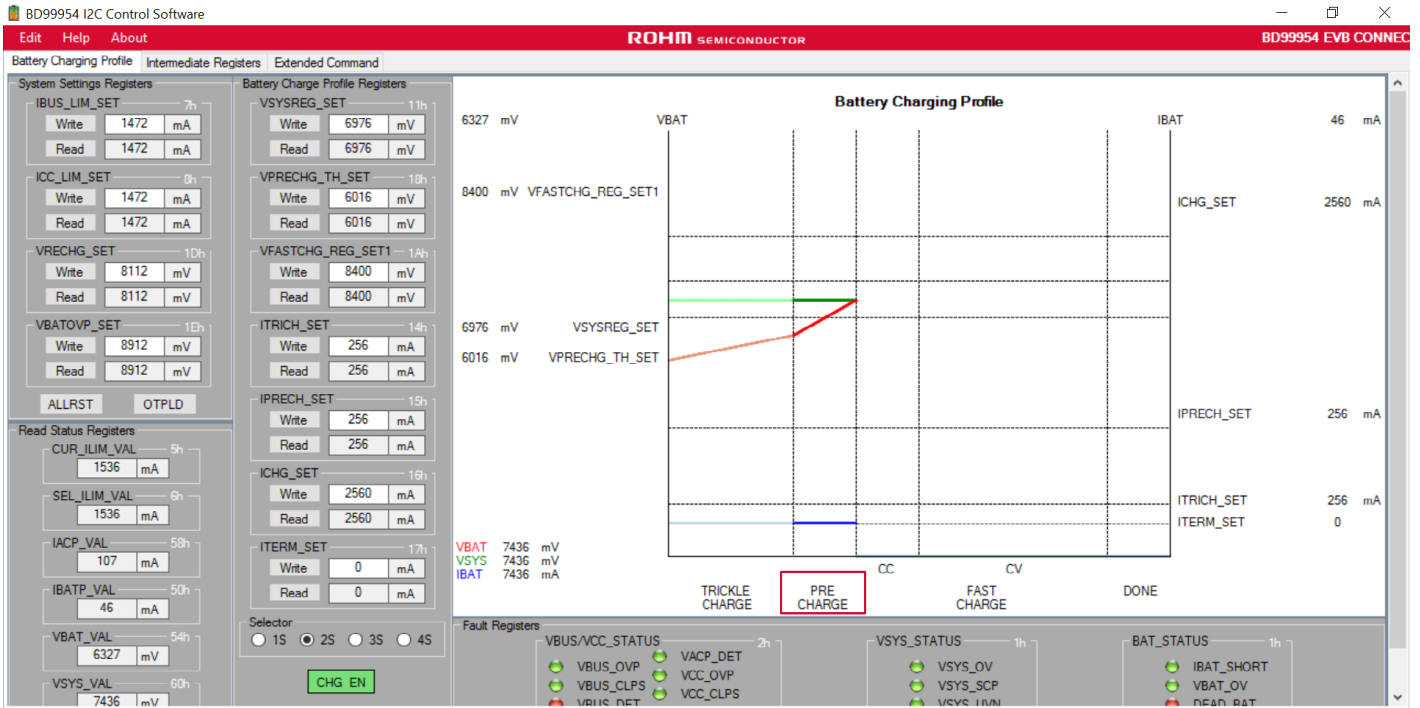 BD99954 I2C Control Software
Edit Help About
ROHM SEMICONDUCTOR
BD99954 EVB CONNEC
Battery Charging Profile Intermediate Registers Extended Command
System Settings Registers
IBUS_LIM_SET 7h
Write 1472 mA
Read 1472 mA
ICC_LIM_SET 8h
Write 1472 mA
Read 1472 mA
VRECHG_SET 1Dh
Write 8112 mV
Read 8112 mV
VBATOVP_SET 1Eh
Write 8912 mV
Read 8912 mV
ALLRST OTPLD
Read Status Registers
CUR_ILIM_VAL 5h
1536 mA
SEL_ILIM_VAL 6h
1536 mA
IACP_VAL 58h
107 mA
IBATP_VAL 50h
46 mA
VBAT_VAL 54h
6327 mV
VSYS_VAL 60h
7436 mV
Battery Charge Profile Registers
VSYSREG_SET 11h
Write 6976 mV
Read 6976 mV
VPRECHG_TH_SET 18h
Write 6016 mV
Read 6016 mV
VFASTCHG_REG_SET1 1Ah
Write 8400 mV
Read 8400 mV
ITRICH_SET 14h
Write 256 mA
Read 256 mA
IPRECH_SET 15h
Write 256 mA
Read 256 mA
ICHG_SET 16h
Write 2560 mA
Read 2560 mA
ITERM_SET 17h
Write 0 mA
Read 0 mA
Selector
1S 2S 3S 4S
CHG EN
Battery Charging Profile
6327 mV VBAT IBAT 46 mA
8400 mV VFASTCHG_REG_SET1
ICHG_SET 2560 mA
6976 mV VSYSREG_SET
6016 mV VPRECHG_TH_SET
IPRECH_SET 256 mA
ITRICH_SET 256 mA
ITERM_SET 0
VBAT 7436 mV
VSYS 7436 mV
IBAT 7436 mA
CC CV
TRICKLE CHARGE
PRE CHARGE
FAST CHARGE
DONE
Fault Registers
VBUS/VCC_STATUS 2h
VBUS_OVP
VBUS_CLPS
VBUS_DET
VACP_DET
VCC_OVP
VCC_CLPS
VSYS_STATUS 1h
VSYS_OV
VSYS_SCP
VSYS_UVN
BAT_STATUS 1h
IBAT_SHORT
VBAT_OV
DEAD_BAT